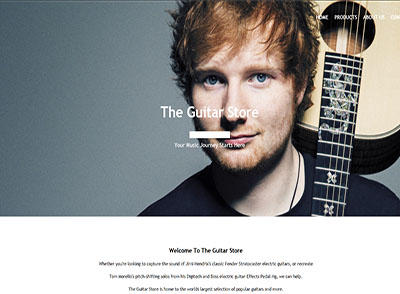 HOME PRODUCTS ABOUT US
The Guitar Store
Your Music Journey Starts Here
Welcome To The Guitar Store
Whether you're looking to capture the sound of Jimi Hendrix's classic Fender Stratocaster electric guitars, or recreate
Tom morello's pitch-shifting solos from his Digitech and Boss electric guitar Effects Pedal rig, we can help.
The Guitar Store is home to the worlds largest selection of popular guitars and more.